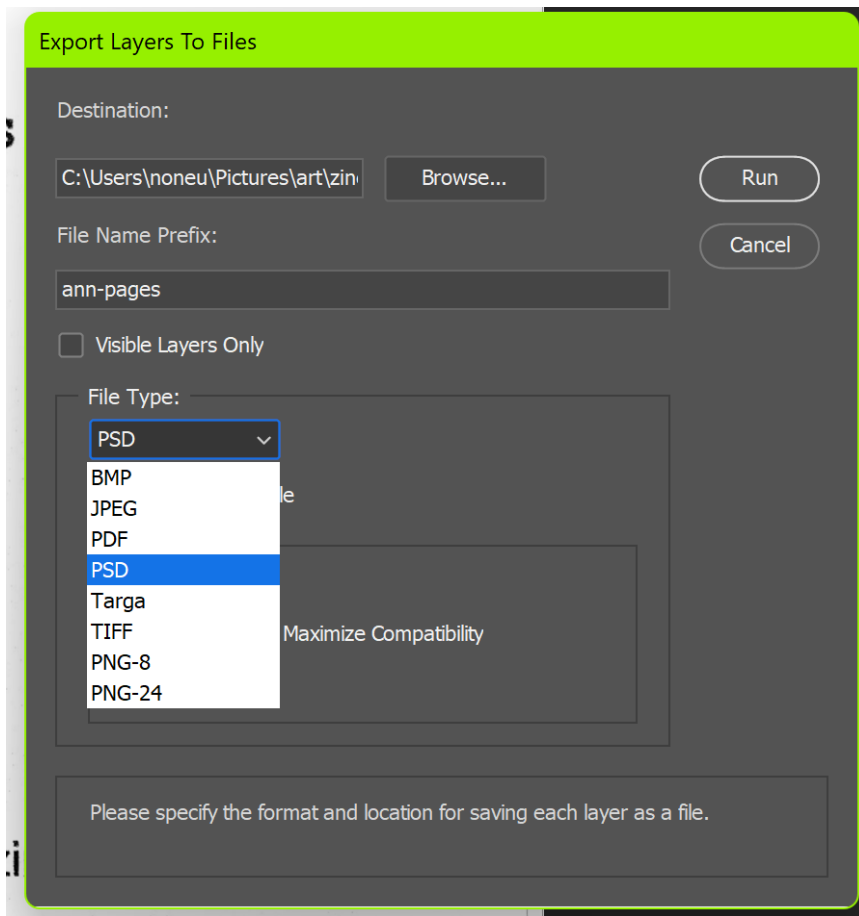 Export Layers To Files
Destination:
C:\Users\noneu\Pictures\art\zin
Browse...
Run
File Name Prefix:
Cancel
ann-pages
Visible Layers Only
File Type:
PSD
BMP
JPEG
le
PDF
PSD
Targa
TIFF
Maximize Compatibility
PNG-8
PNG-24
Please specify the format and location for saving each layer as a file.